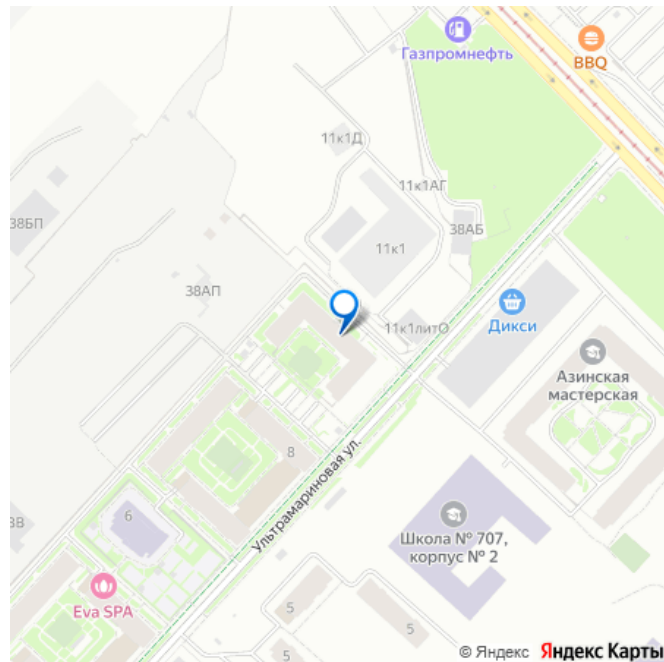 Газпромнефть
BBQ
11к1Д
11к1АГ
38БП
38АБ
11к1
38АП
11к1литО
Дикси
Азинская
мастерская
8
Ультрамариновая ул.
6
Школа № 707,
корпус № 2
3В
Eva SPA
5
5
8
© Яндекс Яндекс Карты